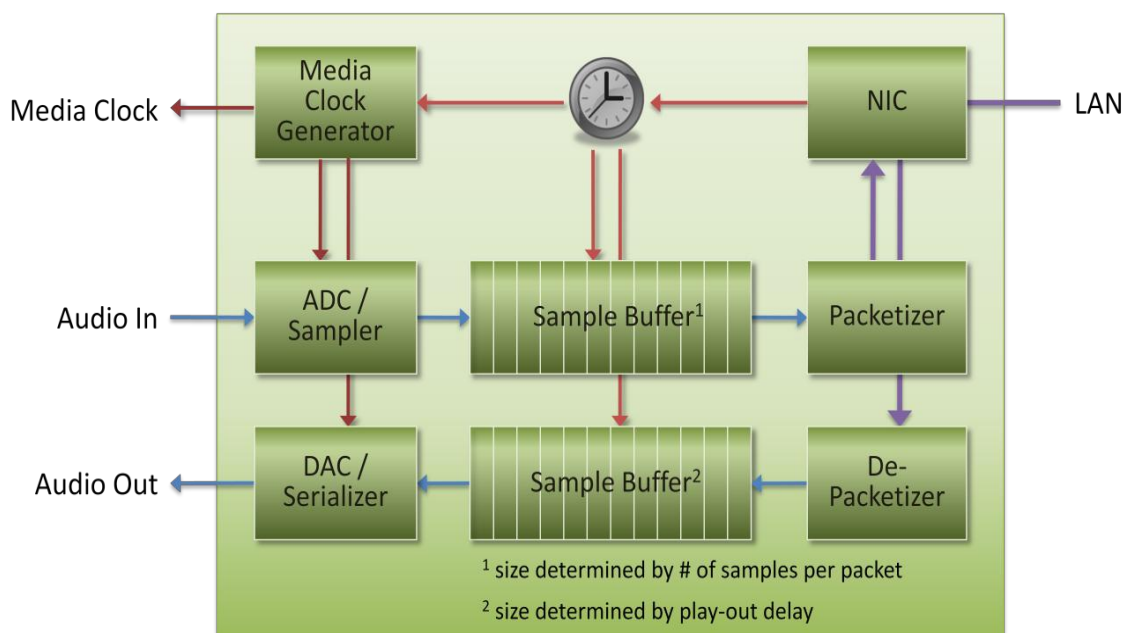 Media Clock
Media
Clock
Generator
NIC
LAN
Audio In
ADC /
Sampler
Sample Buffer¹
Packetizer
Audio Out
DAC /
Serializer
Sample Buffer²
De-
Packetizer
¹ size determined by # of samples per packet
² size determined by play-out delay